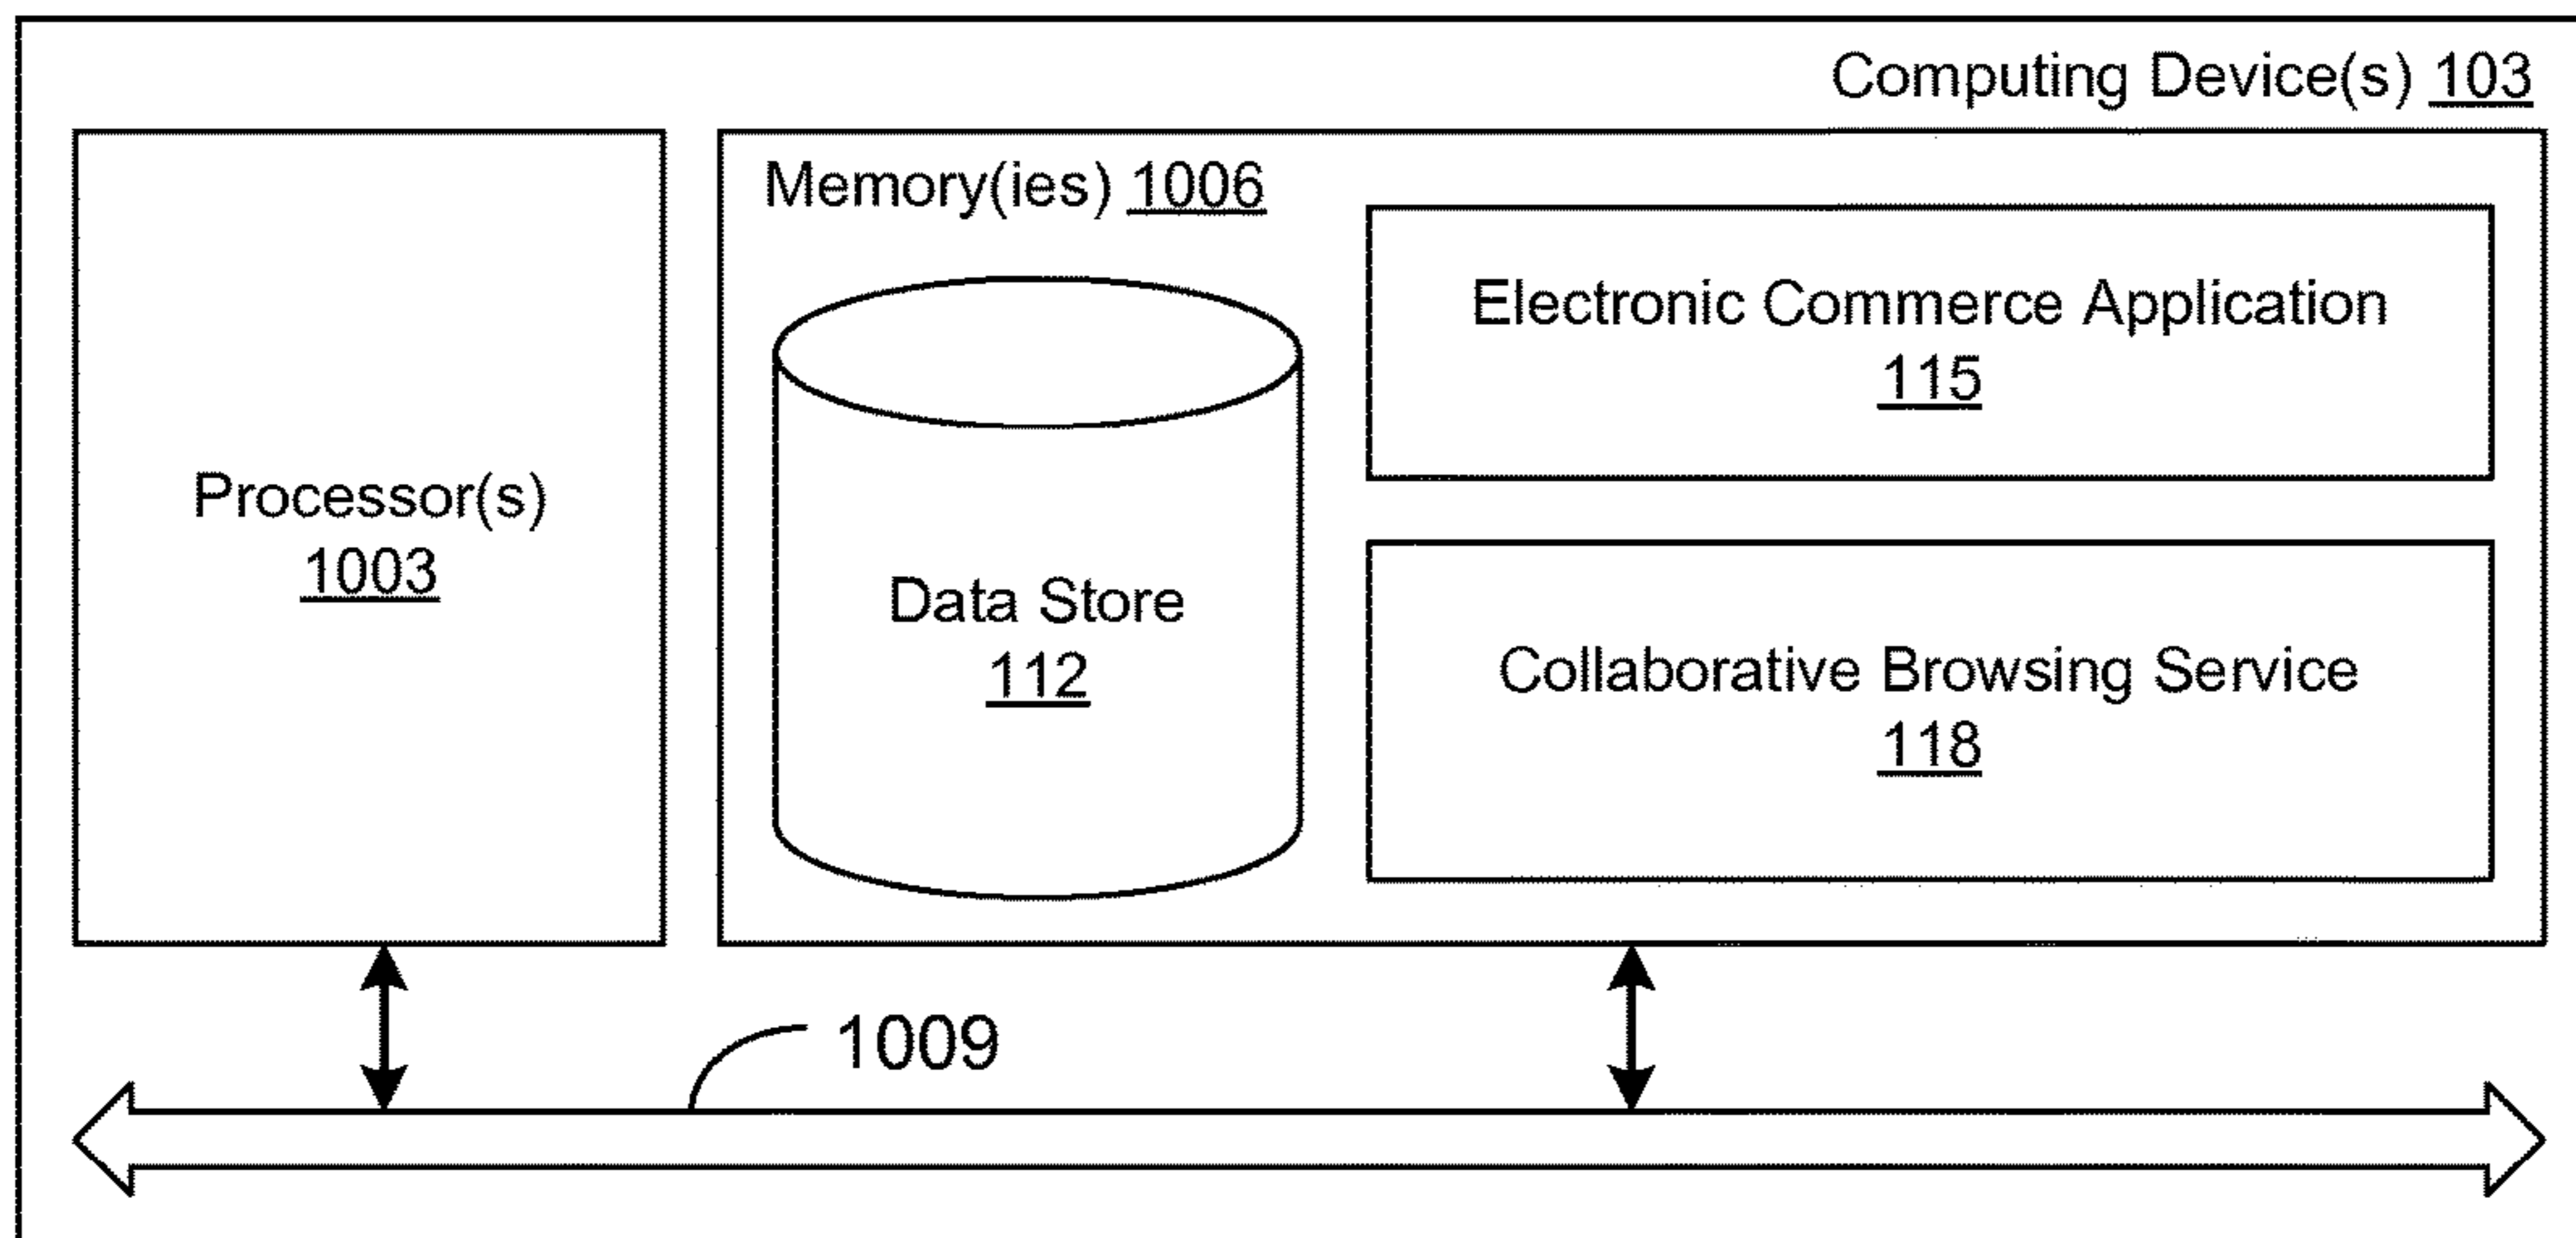 Computing Device(s) 103
Memory(ies) 1006
Electronic Commerce Application
115
Processor(s)
1003
Data Store
112
Collaborative Browsing Service
118
1009